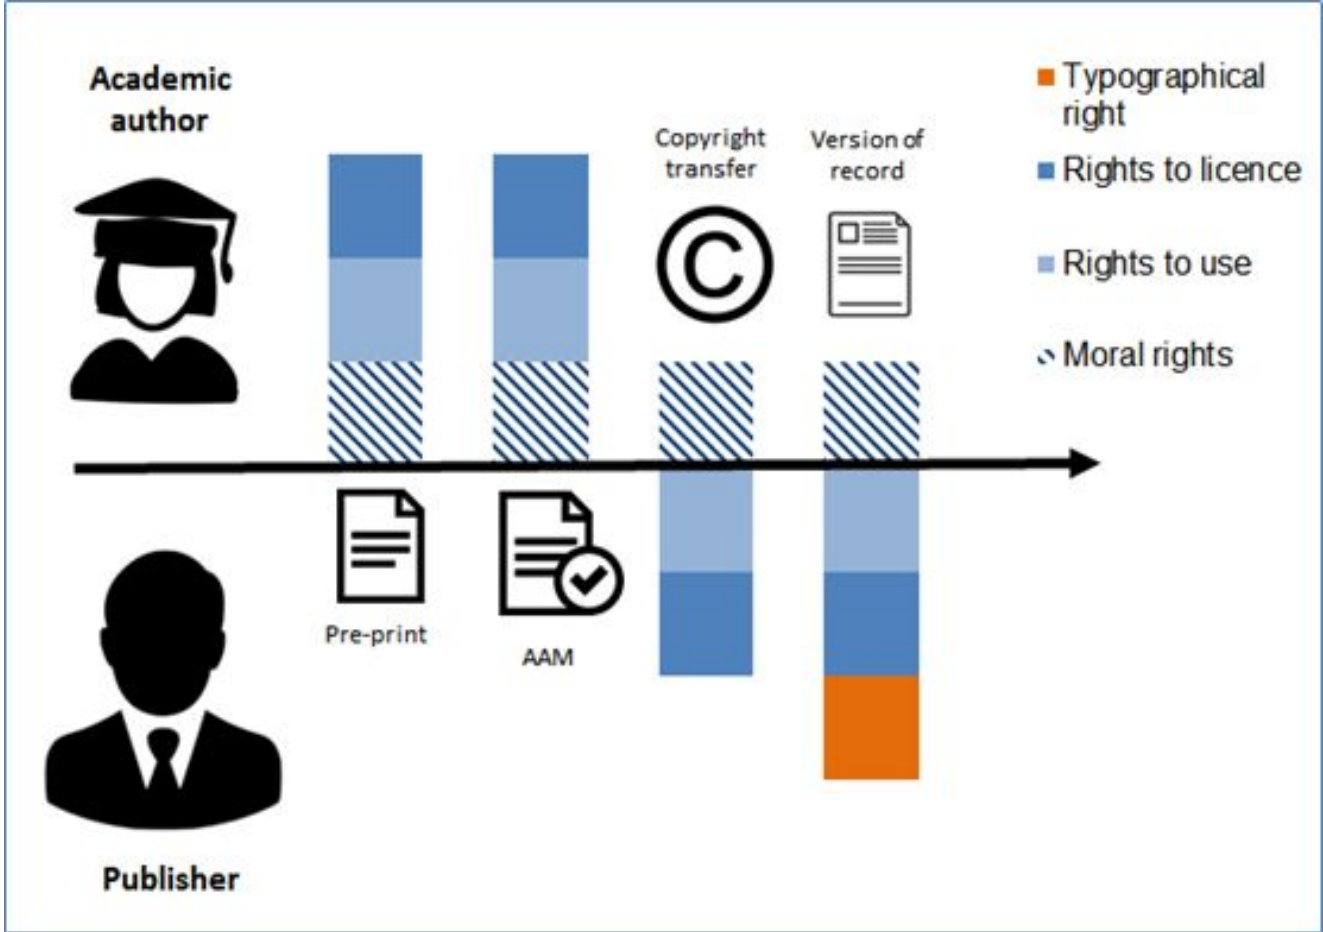 Academic
author
Copyright
transfer
C
Version of
record
Typographical
right
Rights to licence
Rights to use
Moral rights
Pre-print
AAM
Publisher